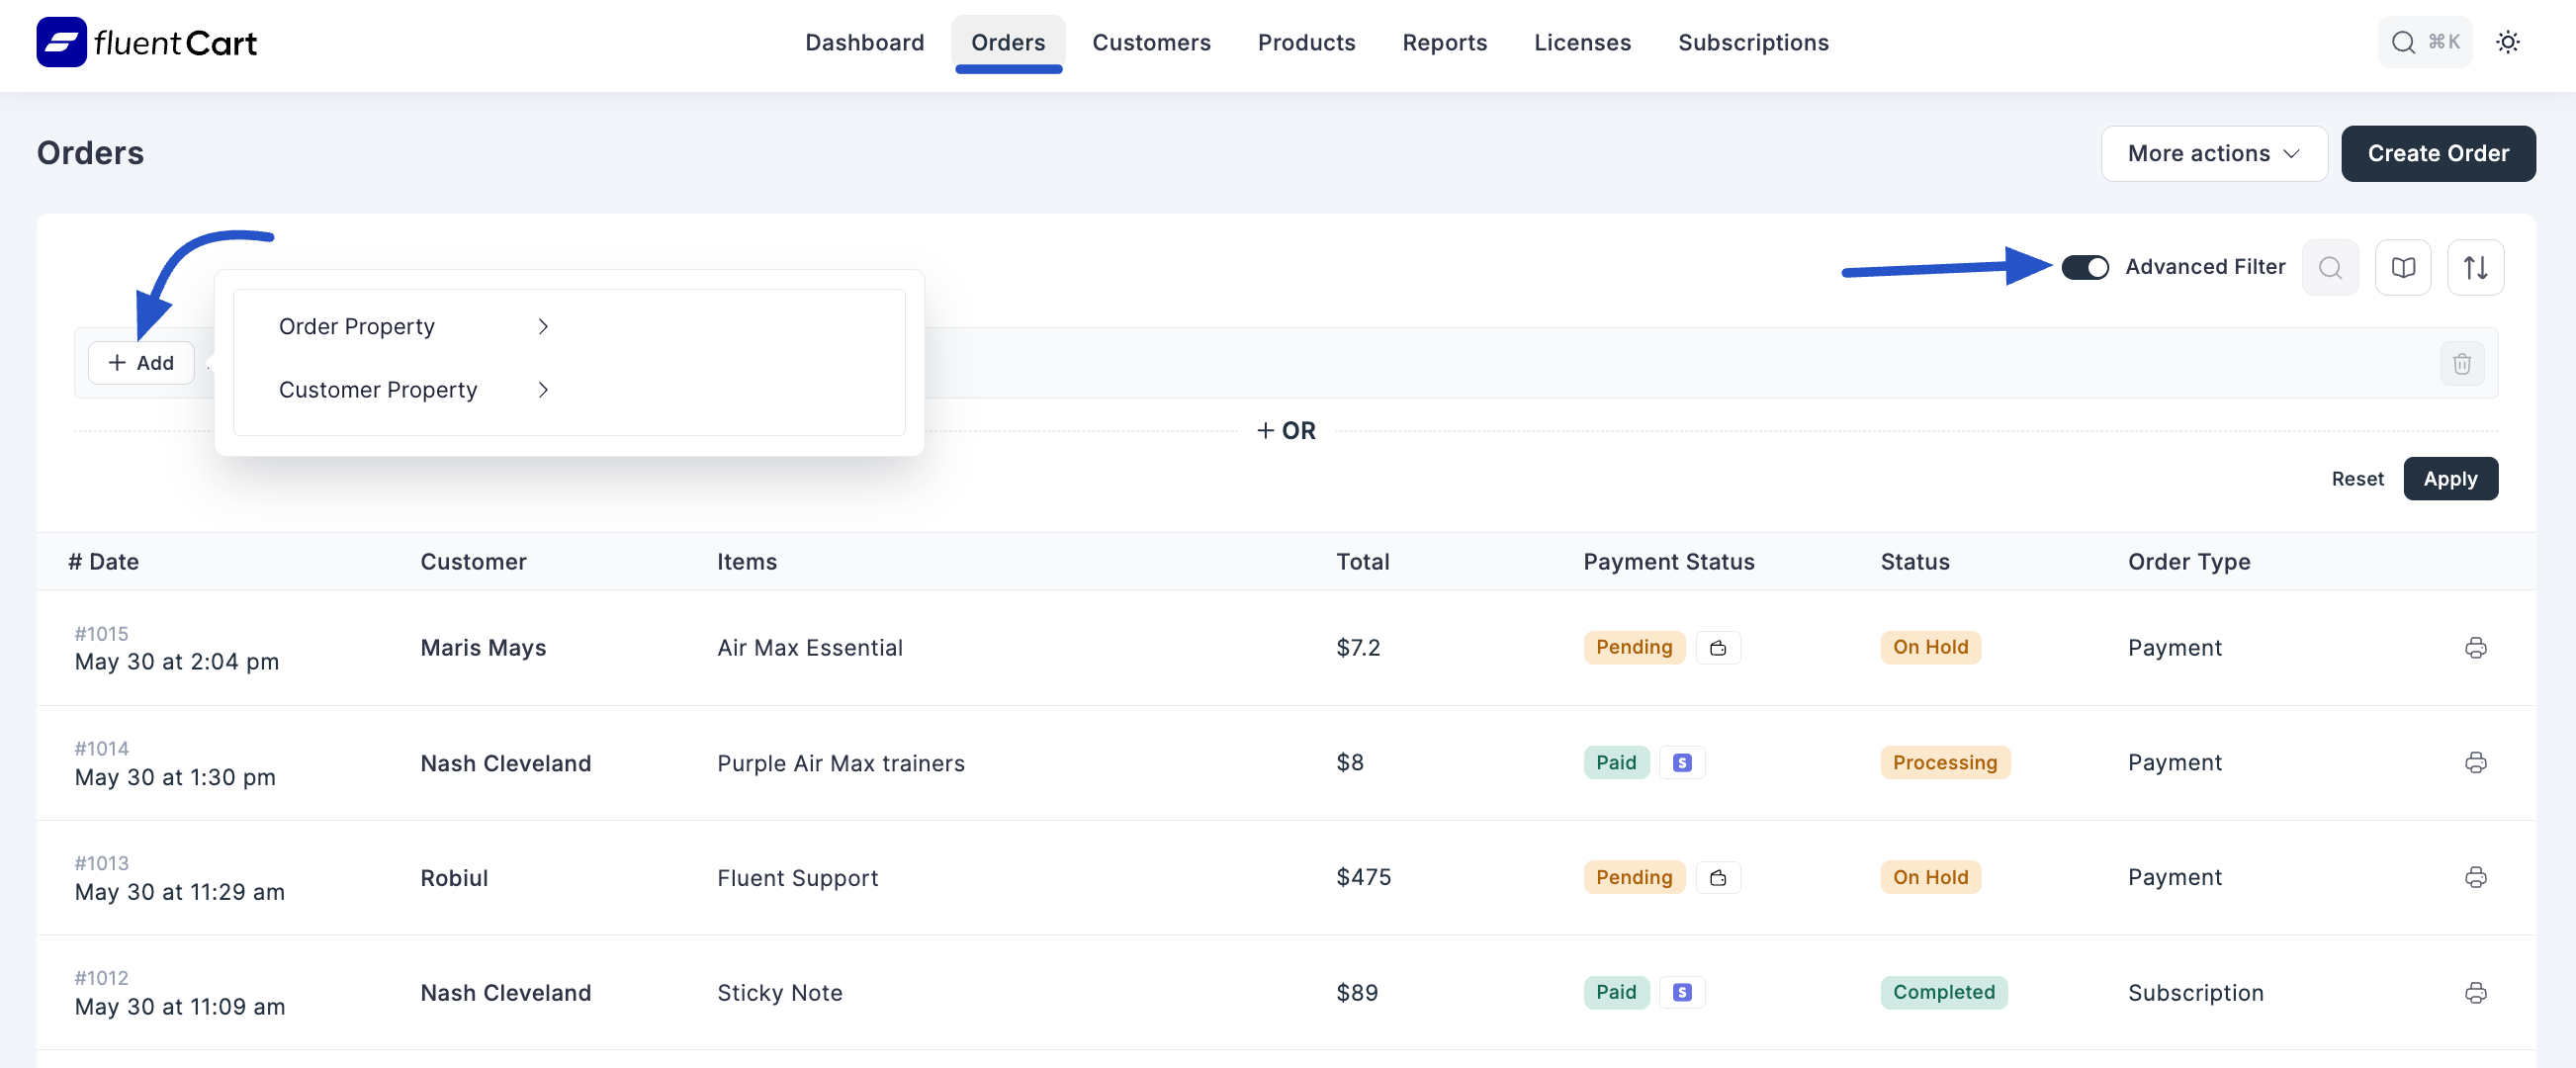 fluentCart
Dashboard Orders Customers Products Reports Licenses Subscriptions
⌘K
Orders
More actions
Create Order
Advanced Filter
Order Property
+ Add
Customer Property
+ OR
Reset
Apply
# Date Customer Items Total Payment Status Status Order Type
#1015
May 30 at 2:04 pm
Maris Mays
Air Max Essential
$7.2
Pending
On Hold
Payment
#1014
May 30 at 1:30 pm
Nash Cleveland
Purple Air Max trainers
$8
Paid
S
Processing
Payment
#1013
May 30 at 11:29 am
Robiul
Fluent Support
$475
Pending
On Hold
Payment
#1012
May 30 at 11:09 am
Nash Cleveland
Sticky Note
$89
Paid
S
Completed
Subscription